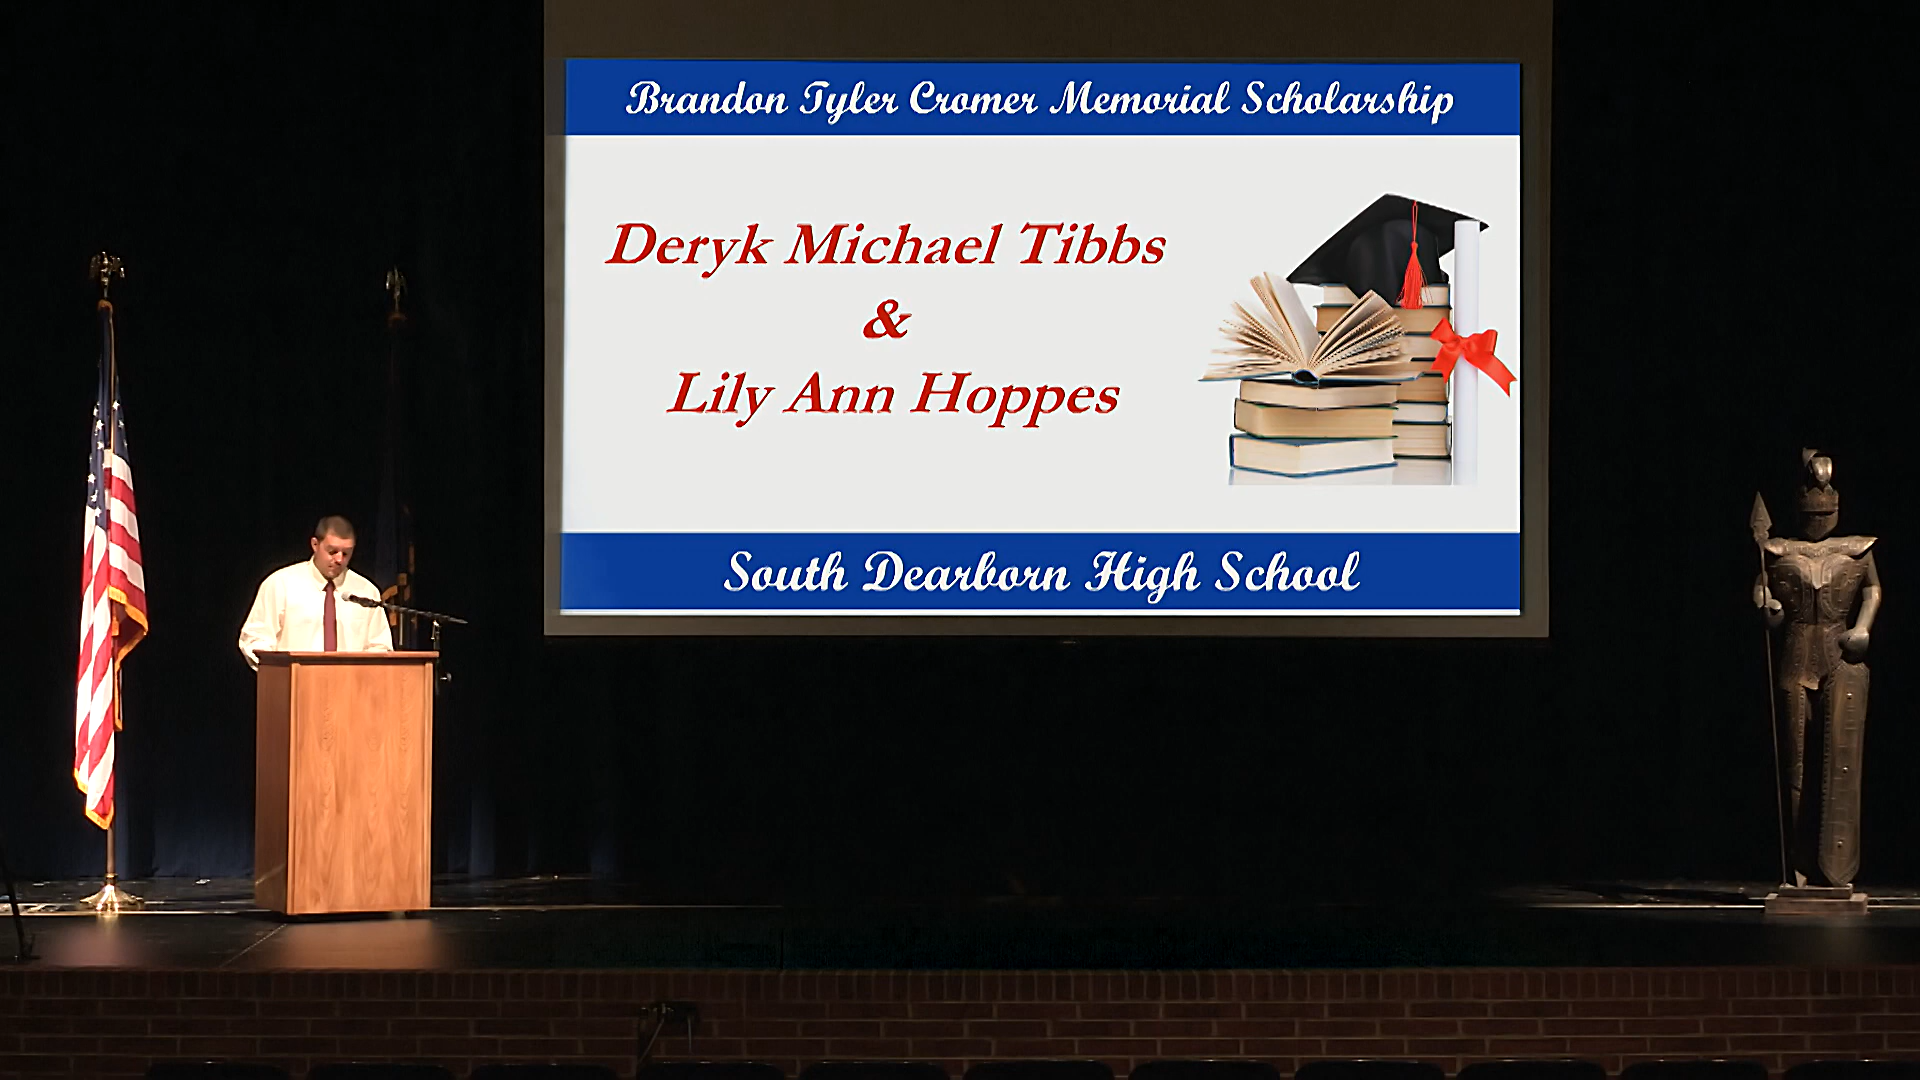 Brandon Tyler Cromer Memorial Scholarship
Deryk Michael Tibbs
&
Lily Ann Hoppes
South Dearborn High School